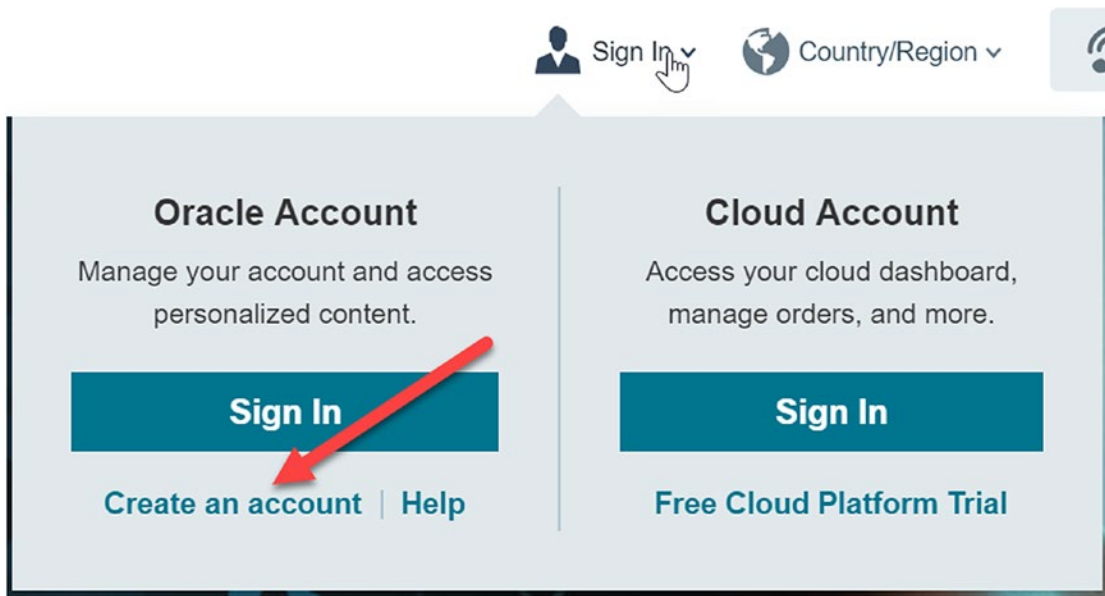 Sign In
Country/Region
Oracle Account
Manage your account and access
personalized content.
Sign In
Create an account | Help
Cloud Account
Access your cloud dashboard,
manage orders, and more.
Sign In
Free Cloud Platform Trial